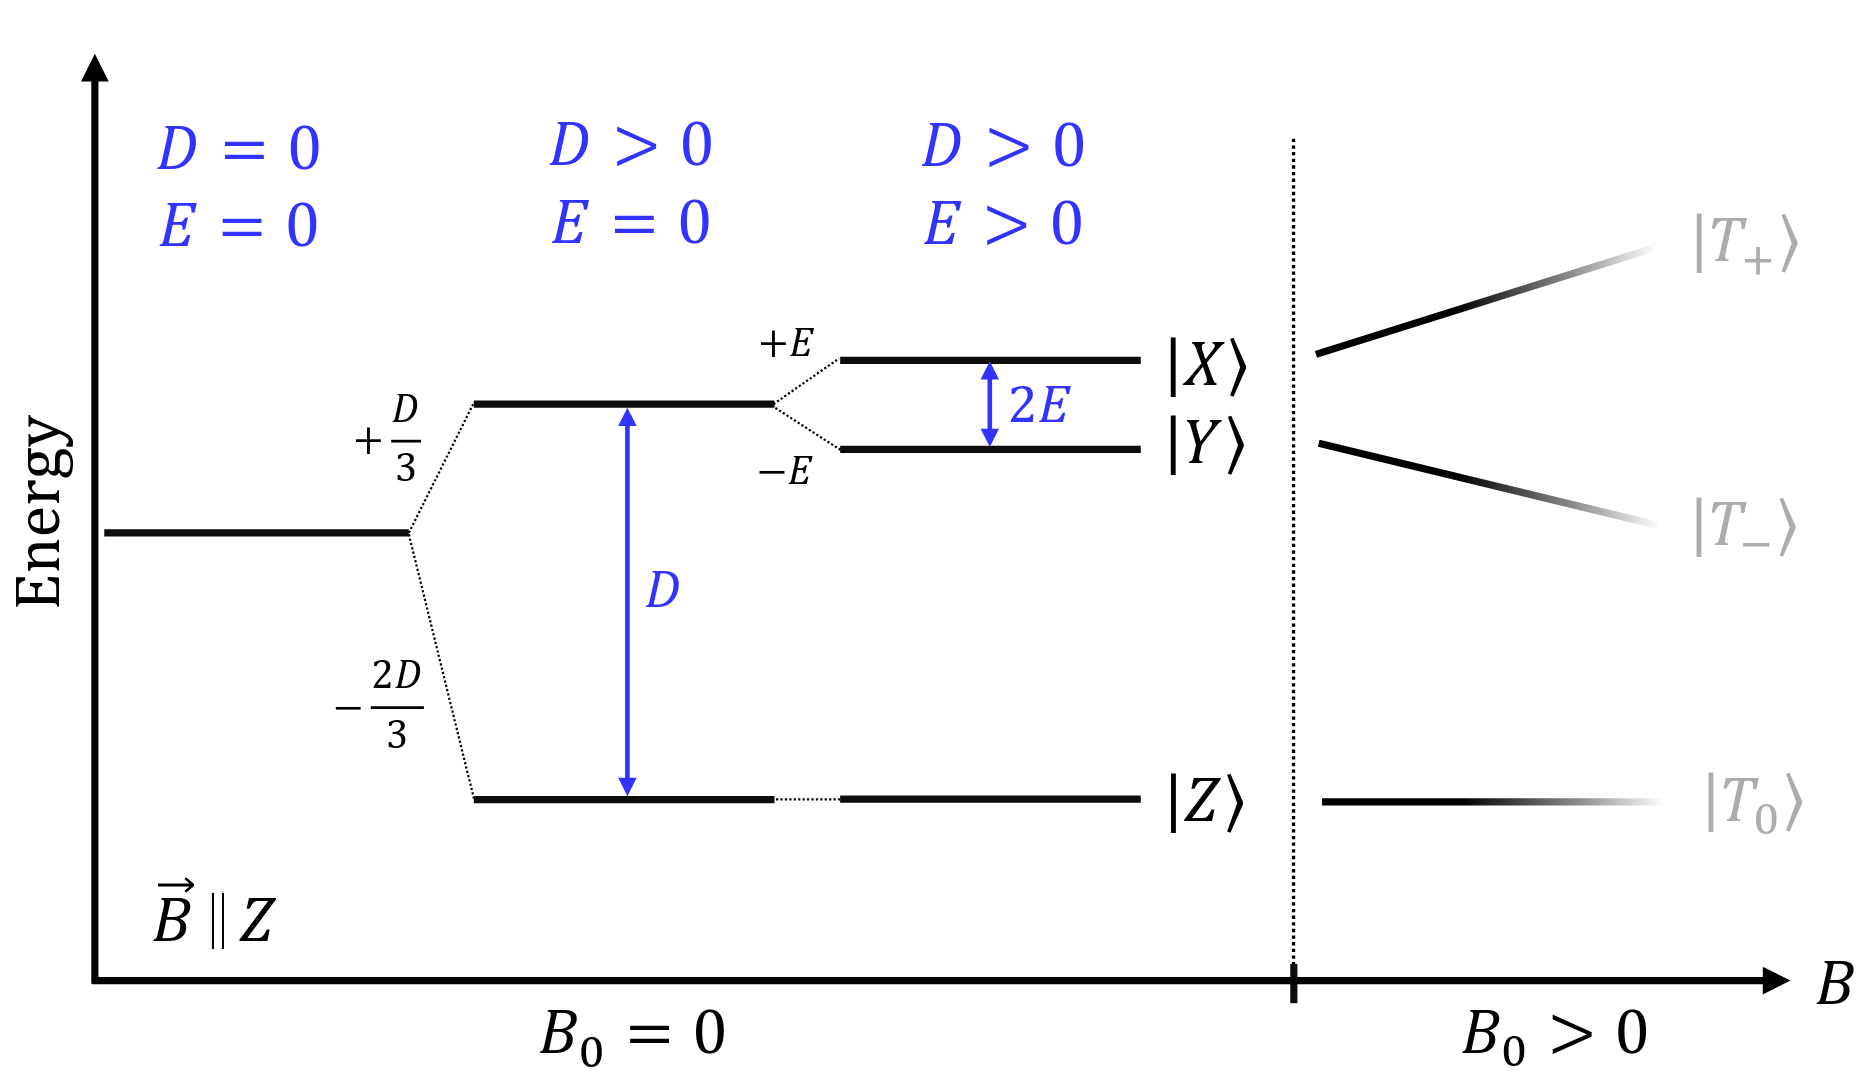 Energy
D = 0
E = 0
D > 0
E = 0
D > 0
E > 0
+D/3
−2D/3
D
+E
−E
2E
|X⟩
|Y⟩
|Z⟩
|T₊⟩
|T₋⟩
|T₀⟩
B⃗ ∥ Z
B
B₀ = 0
B₀ > 0